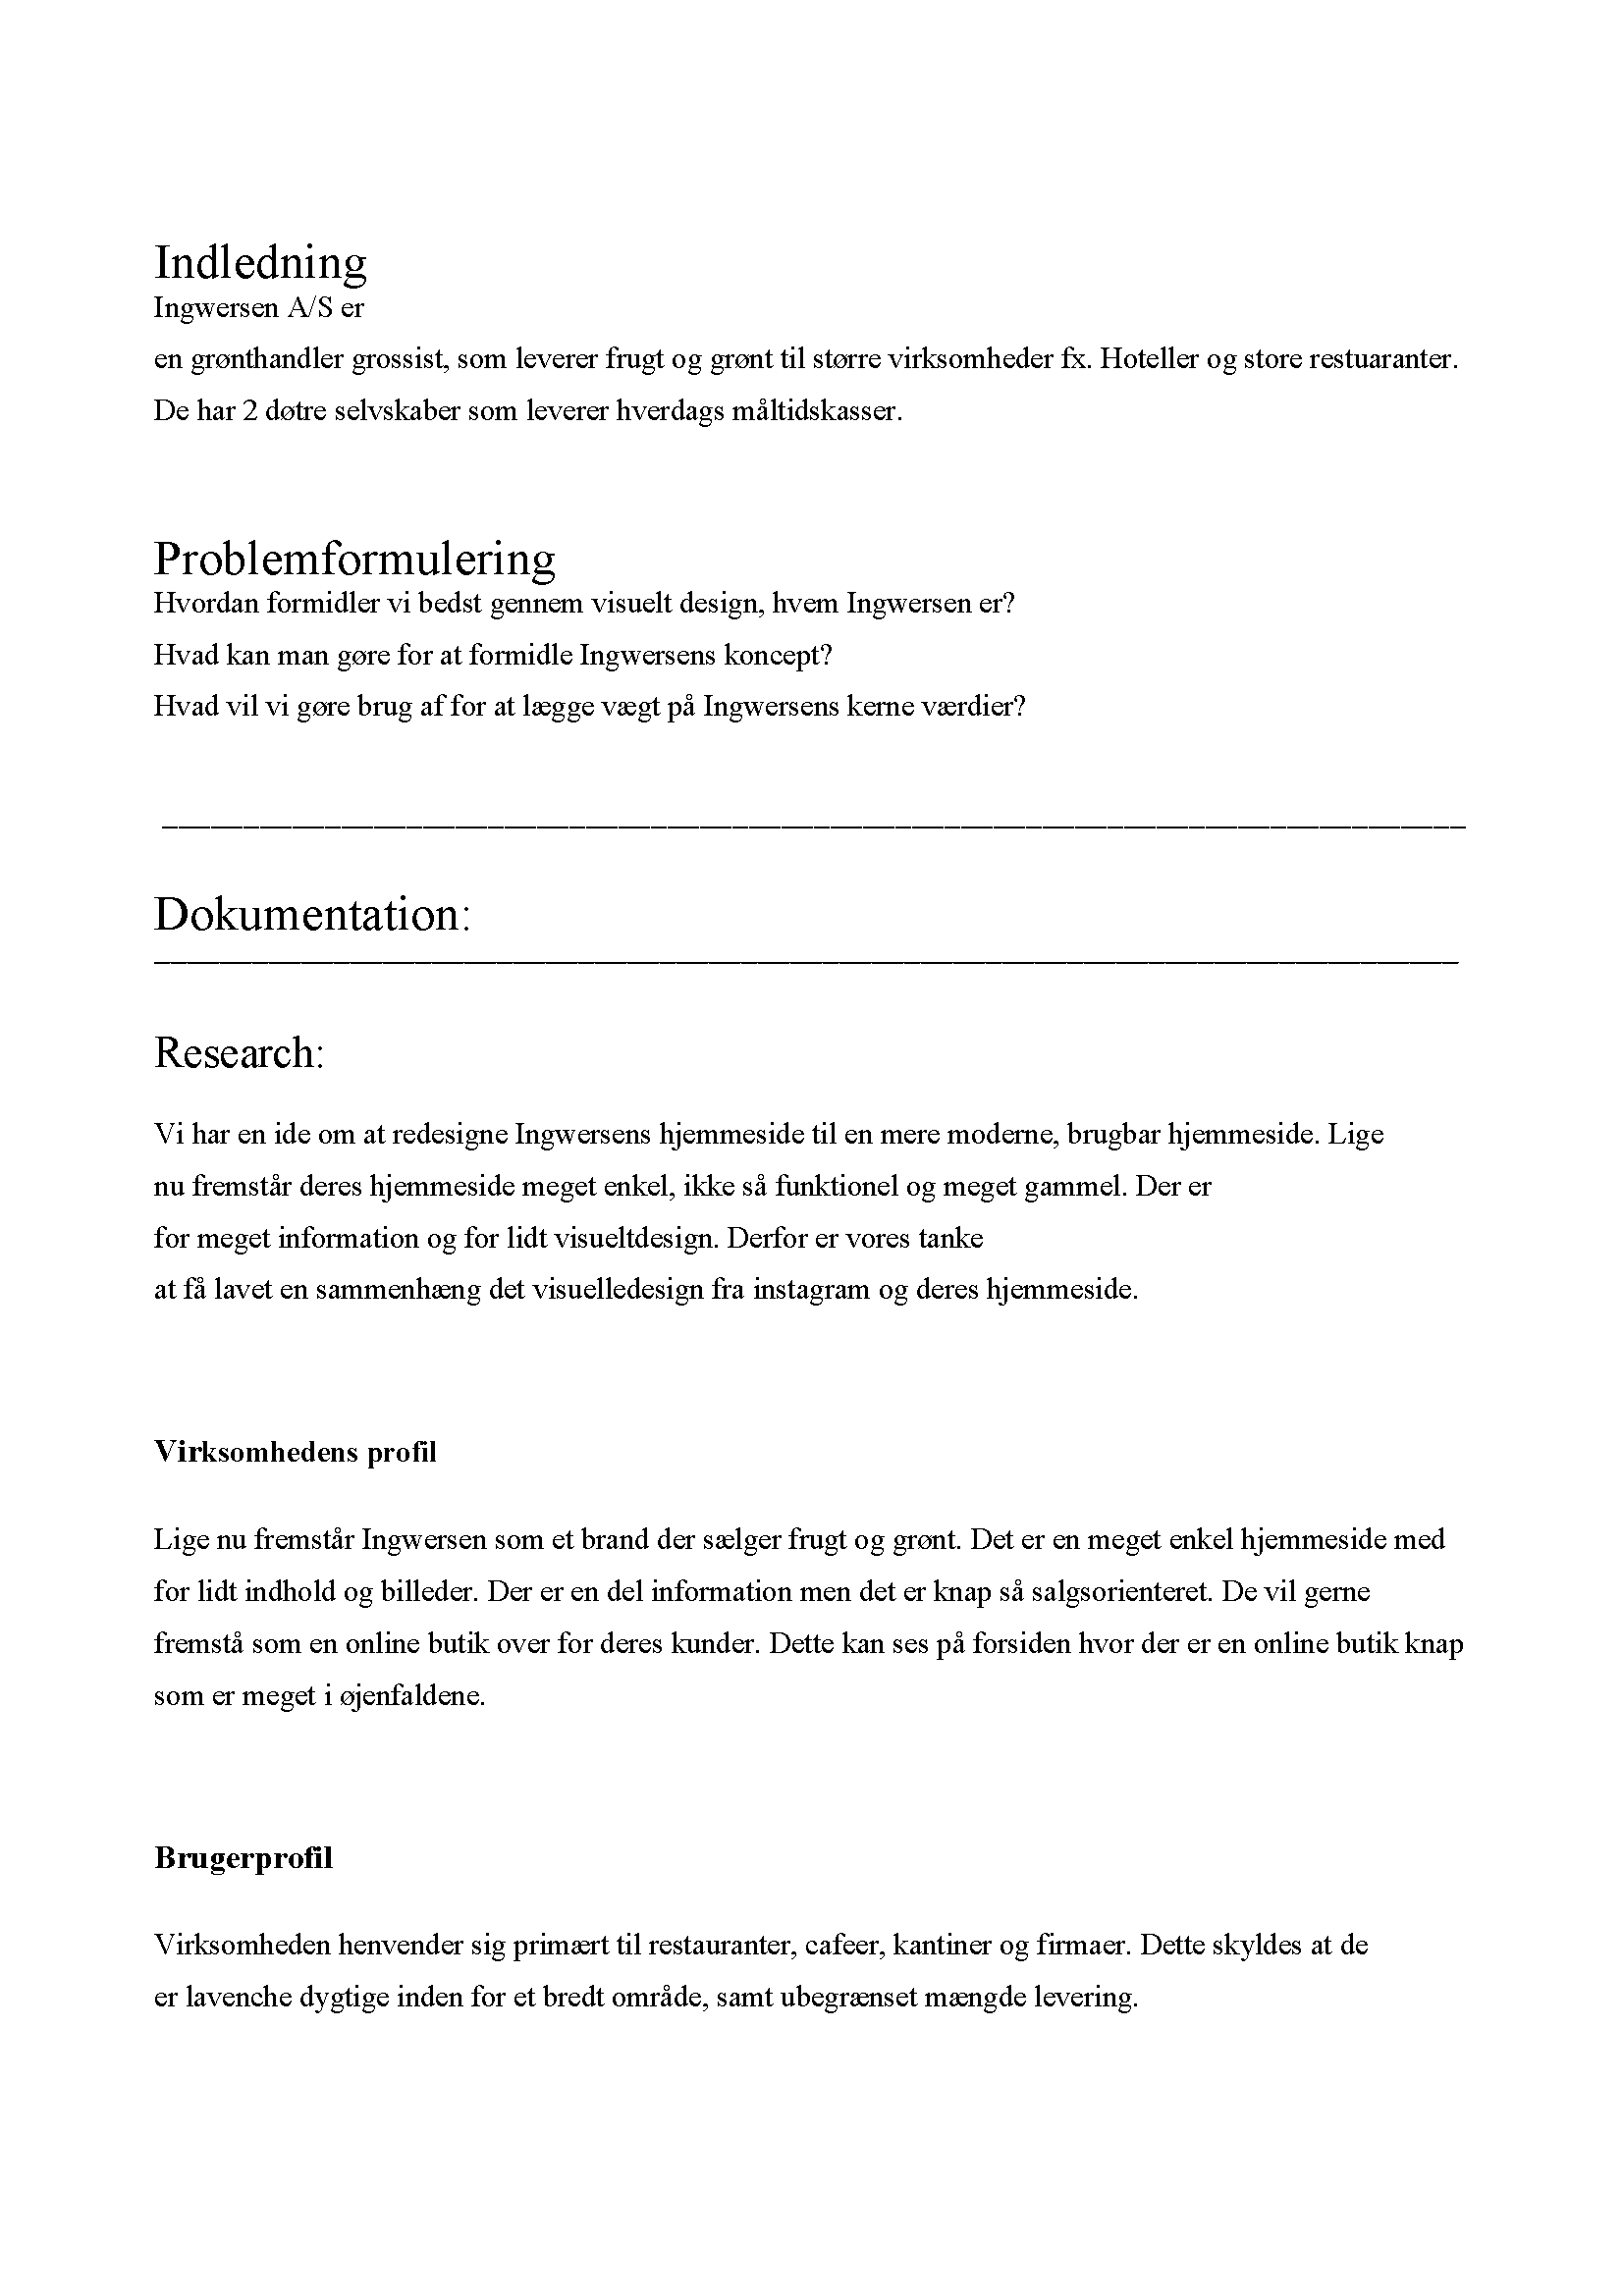 Indledning
Ingwersen A/S er
en grønthandler grossist, som leverer frugt og grønt til større virksomheder fx. Hoteller og store restuaranter.
De har 2 døtre selvskaber som leverer hverdags måltidskasser.
Problemformulering
Hvordan formidler vi bedst gennem visuelt design, hvem Ingwersen er?
Hvad kan man gøre for at formidle Ingwersens koncept?
Hvad vil vi gøre brug af for at lægge vægt på Ingwersens kerne værdier?
________________________________________________________________________________
Dokumentation:
________________________________________________________________________________
Research:
Vi har en ide om at redesigne Ingwersens hjemmeside til en mere moderne, brugbar hjemmeside. Lige
nu fremstår deres hjemmeside meget enkel, ikke så funktionel og meget gammel. Der er
for meget information og for lidt visueltdesign. Derfor er vores tanke
at få lavet en sammenhæng det visuelledesign fra instagram og deres hjemmeside.
Virksomhedens profil
Lige nu fremstår Ingwersen som et brand der sælger frugt og grønt. Det er en meget enkel hjemmeside med
for lidt indhold og billeder. Der er en del information men det er knap så salgsorienteret. De vil gerne
fremstå som en online butik over for deres kunder. Dette kan ses på forsiden hvor der er en online butik knap
som er meget i øjenfaldene.
Brugerprofil
Virksomheden henvender sig primært til restauranter, cafeer, kantiner og firmaer. Dette skyldes at de
er lavenche dygtige inden for et bredt område, samt ubegrænset mængde levering.